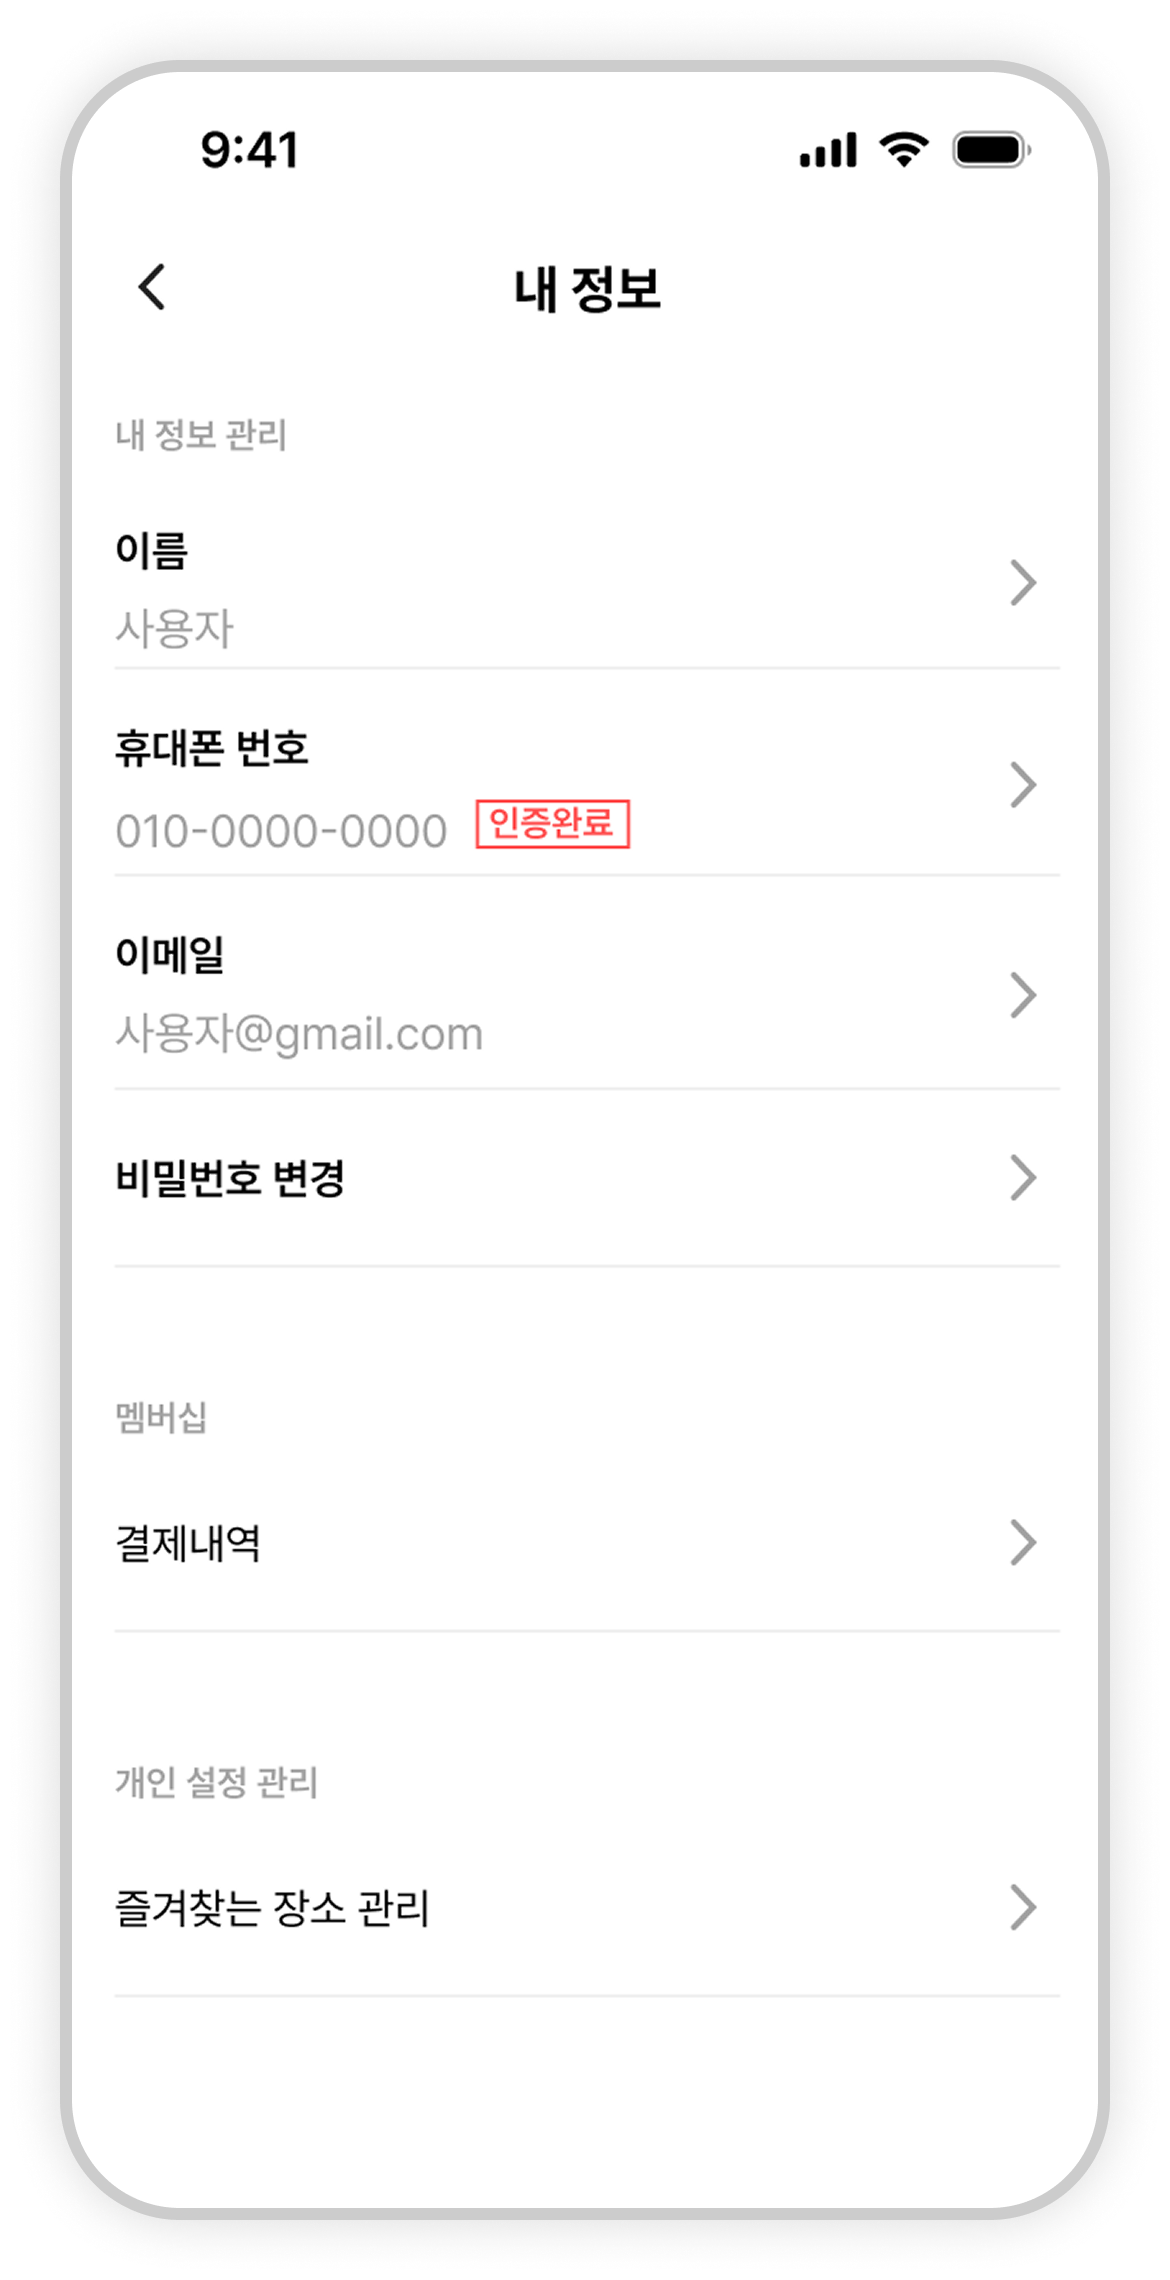 9:41
내 정보
내 정보 관리
이름
사용자
휴대폰 번호
010-0000-0000 인증완료
이메일
사용자@gmail.com
비밀번호 변경
멤버십
결제내역
개인 설정 관리
즐겨찾는 장소 관리